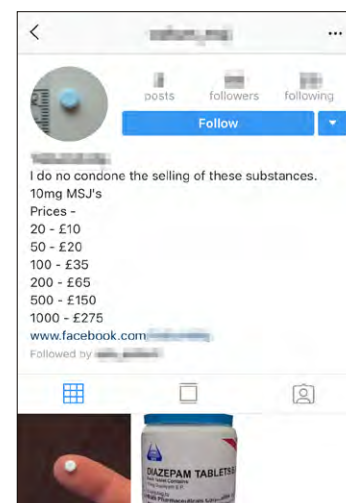 posts followers following
Follow
I do no condone the selling of these substances.
10mg MSJ's
Prices -
20 - £10
50 - £20
100 - £35
200 - £65
500 - £150
1000 - £275
www.facebook.com
Followed by
DIAZEPAM TABLETS